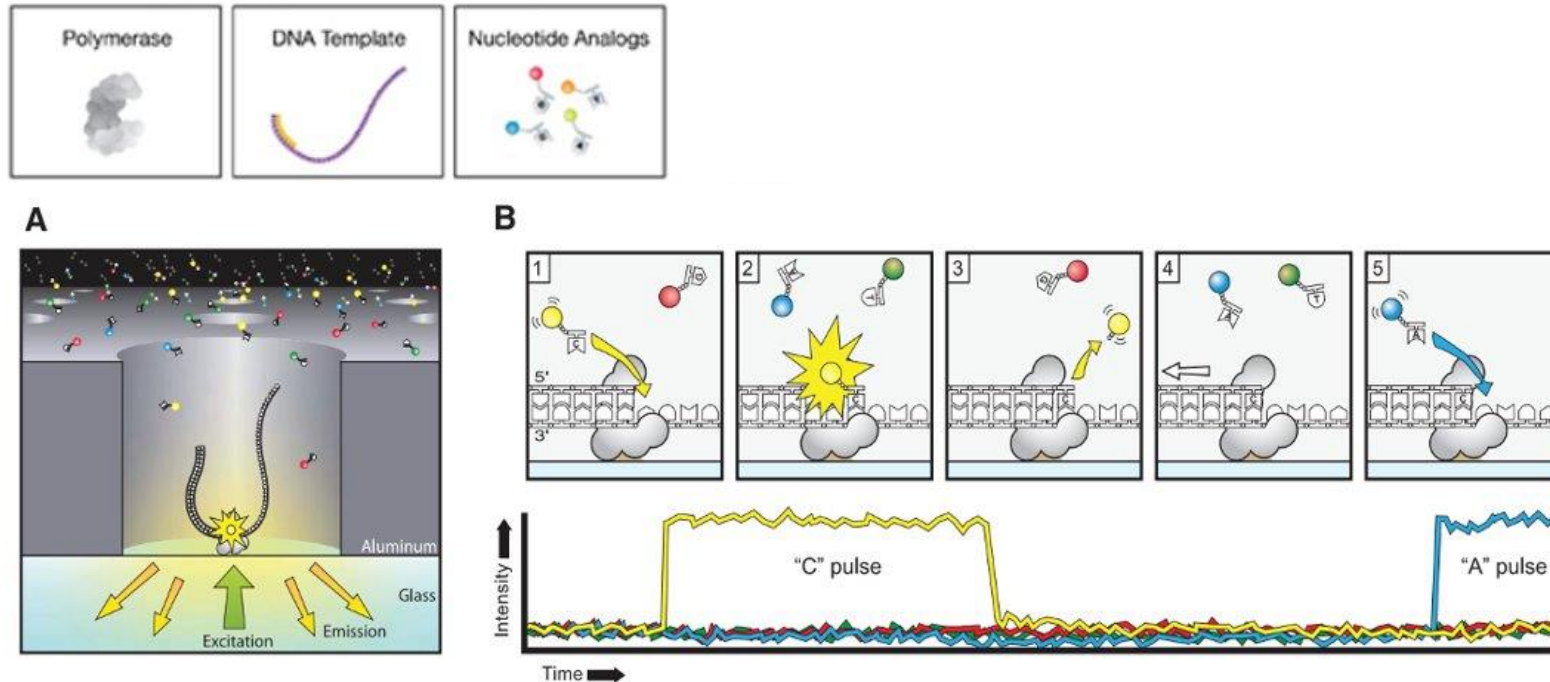 Polymerase
DNA Template
Nucleotide Analogs
A
Aluminum
Glass
Excitation
Emission
B
1
C
5'
3'
2
A
T
C
3
C
4
A
T
C
5
A
C
Intensity
"C" pulse
"A" pulse
Time